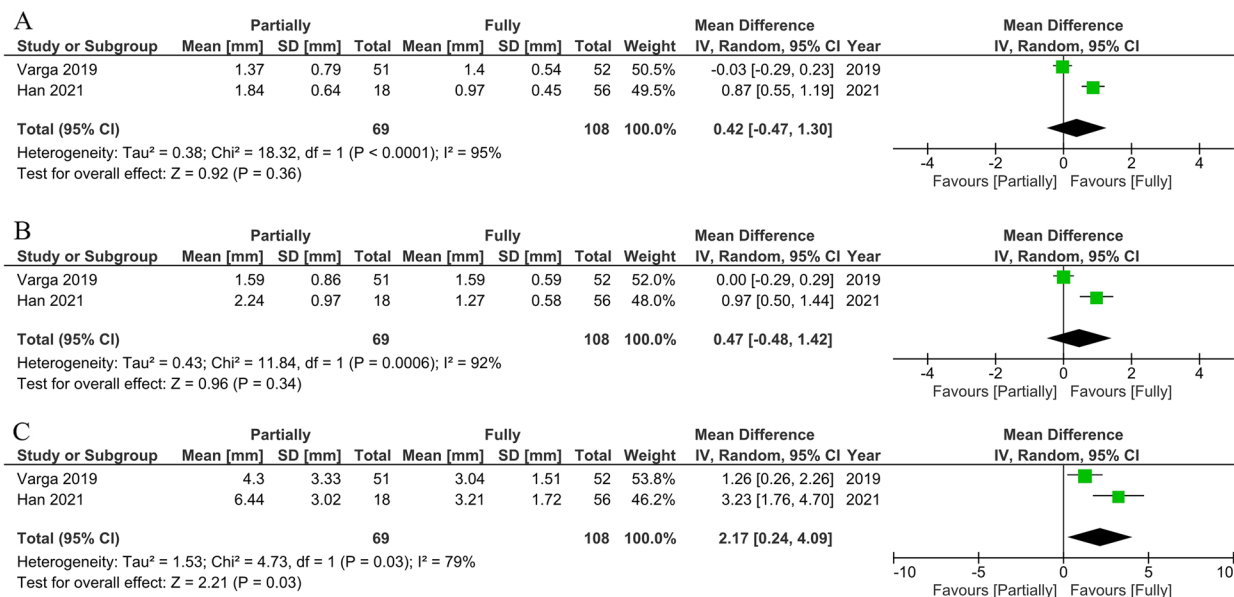 A
Partially Fully Mean Difference Mean Difference
Study or Subgroup Mean [mm] SD [mm] Total Mean [mm] SD [mm] Total Weight IV, Random, 95% CI Year IV, Random, 95% CI
Varga 2019 1.37 0.79 51 1.4 0.54 52 50.5% -0.03 [-0.29, 0.23] 2019
Han 2021 1.84 0.64 18 0.97 0.45 56 49.5% 0.87 [0.55, 1.19] 2021
Total (95% CI) 69 108 100.0% 0.42 [-0.47, 1.30]
Heterogeneity: Tau² = 0.38; Chi² = 18.32, df = 1 (P < 0.0001); I² = 95%
Test for overall effect: Z = 0.92 (P = 0.36)
-4 -2 0 2 4
Favours [Partially] Favours [Fully]
B
Partially Fully Mean Difference Mean Difference
Study or Subgroup Mean [mm] SD [mm] Total Mean [mm] SD [mm] Total Weight IV, Random, 95% CI Year IV, Random, 95% CI
Varga 2019 1.59 0.86 51 1.59 0.59 52 52.0% 0.00 [-0.29, 0.29] 2019
Han 2021 2.24 0.97 18 1.27 0.58 56 48.0% 0.97 [0.50, 1.44] 2021
Total (95% CI) 69 108 100.0% 0.47 [-0.48, 1.42]
Heterogeneity: Tau² = 0.43; Chi² = 11.84, df = 1 (P = 0.0006); I² = 92%
Test for overall effect: Z = 0.96 (P = 0.34)
-4 -2 0 2 4
Favours [Partially] Favours [Fully]
C
Partially Fully Mean Difference Mean Difference
Study or Subgroup Mean [mm] SD [mm] Total Mean [mm] SD [mm] Total Weight IV, Random, 95% CI Year IV, Random, 95% CI
Varga 2019 4.3 3.33 51 3.04 1.51 52 53.8% 1.26 [0.26, 2.26] 2019
Han 2021 6.44 3.02 18 3.21 1.72 56 46.2% 3.23 [1.76, 4.70] 2021
Total (95% CI) 69 108 100.0% 2.17 [0.24, 4.09]
Heterogeneity: Tau² = 1.53; Chi² = 4.73, df = 1 (P = 0.03); I² = 79%
Test for overall effect: Z = 2.21 (P = 0.03)
-10 -5 0 5 10
Favours [Partially] Favours [Fully]